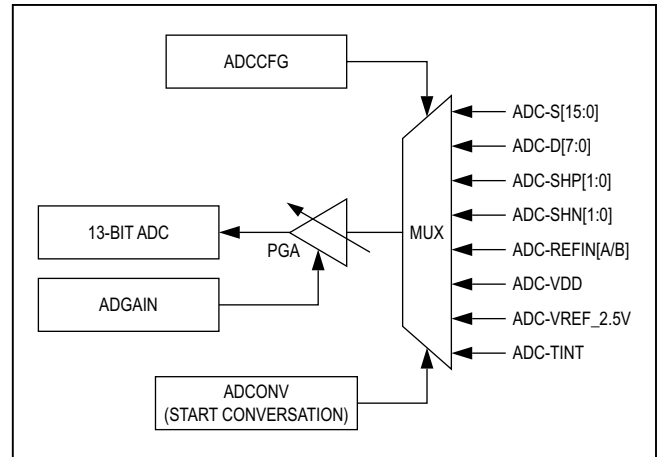 ADCCFG
ADC-S[15:0]
ADC-D[7:0]
ADC-SHP[1:0]
ADC-SHN[1:0]
13-BIT ADC
PGA
MUX
ADC-REFIN[A/B]
ADC-VDD
ADGAIN
ADC-VREF_2.5V
ADC-TINT
ADCONV
(START CONVERSATION)